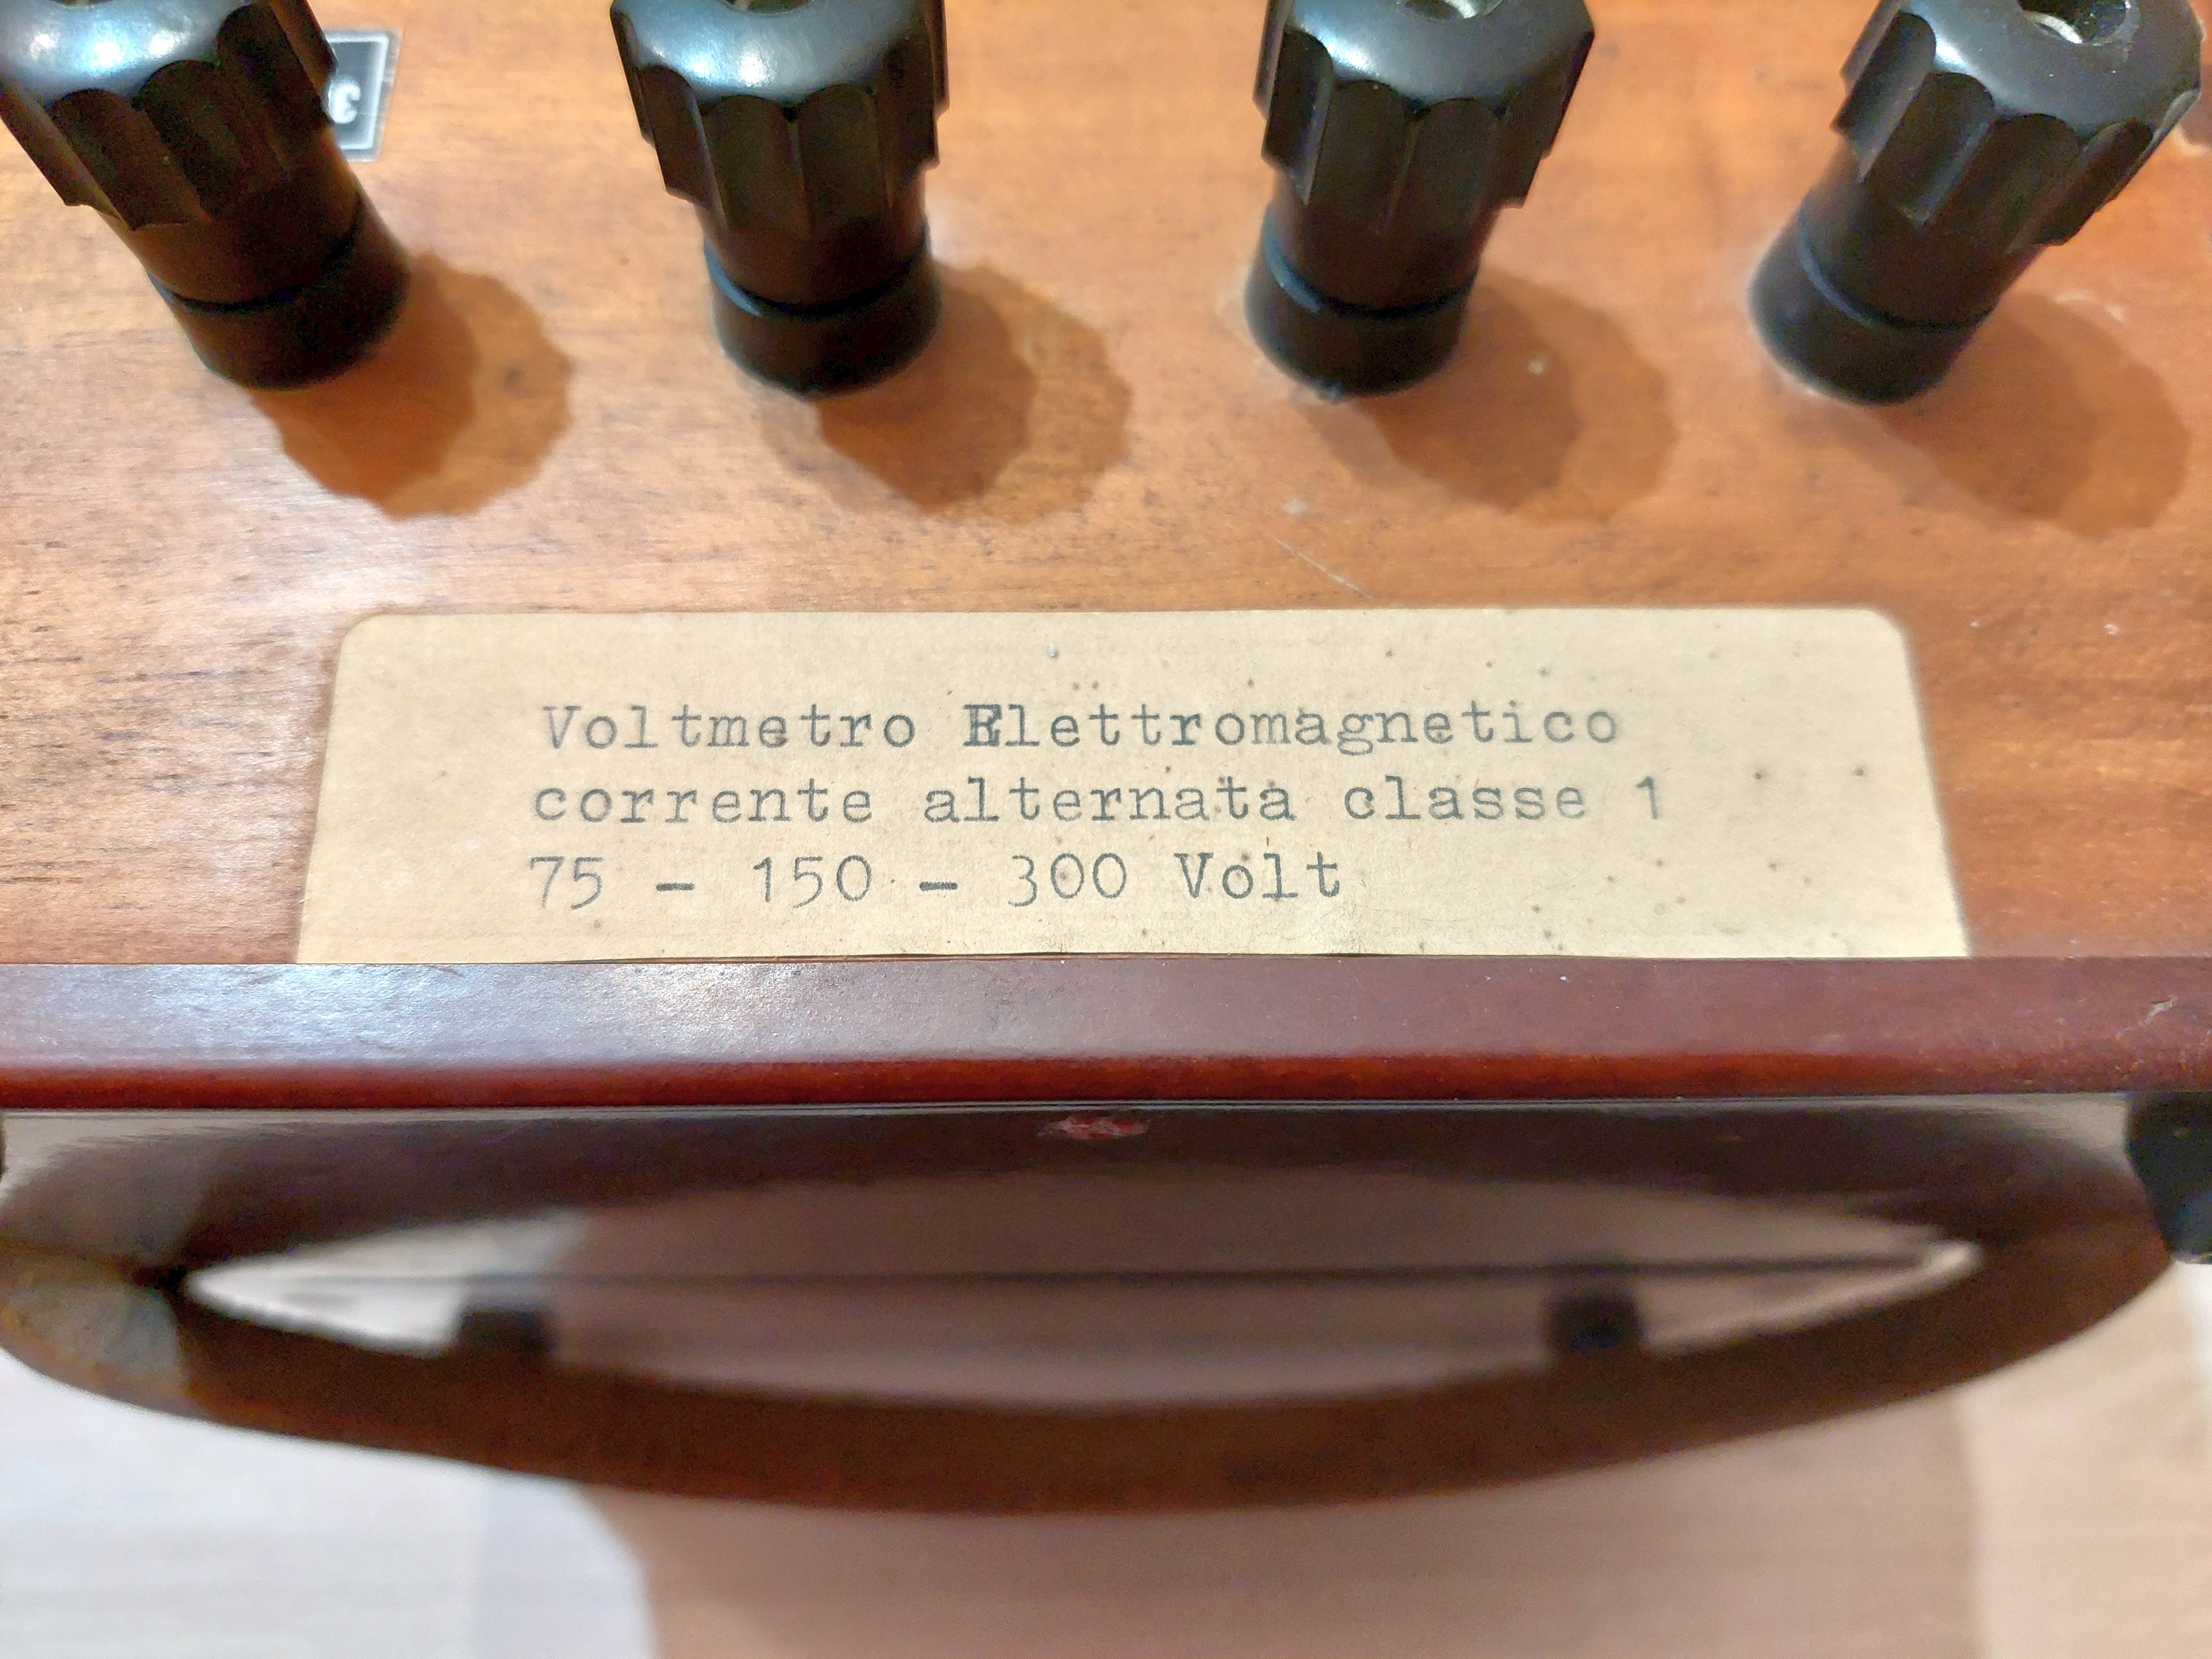 Voltmetro Elettromagnetico
corrente alternata classe 1
75 - 150 - 300 Volt